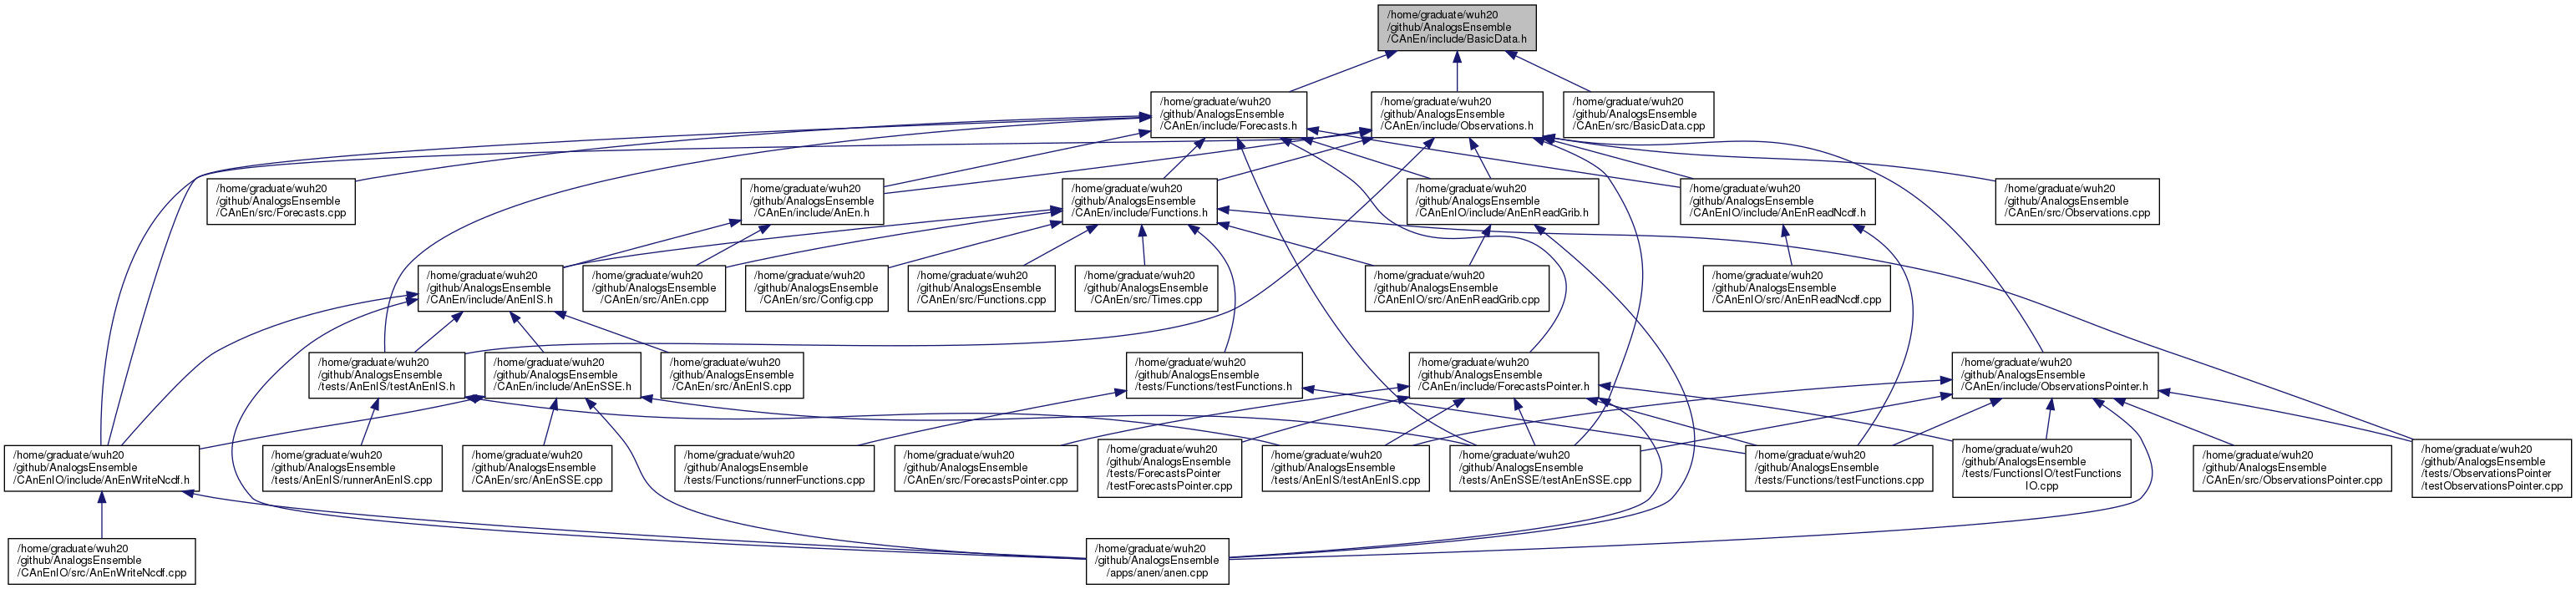 /home/graduate/wuh20
/github/AnalogsEnsemble
/CAnEn/include/BasicData.h
/home/graduate/wuh20
/github/AnalogsEnsemble
/CAnEn/include/Forecasts.h
/home/graduate/wuh20
/github/AnalogsEnsemble
/CAnEn/include/Observations.h
/home/graduate/wuh20
/github/AnalogsEnsemble
/CAnEn/src/BasicData.cpp
/home/graduate/wuh20
/github/AnalogsEnsemble
/CAnEn/src/Forecasts.cpp
/home/graduate/wuh20
/github/AnalogsEnsemble
/CAnEn/include/AnEn.h
/home/graduate/wuh20
/github/AnalogsEnsemble
/CAnEn/include/Functions.h
/home/graduate/wuh20
/github/AnalogsEnsemble
/CAnEnIO/include/AnEnReadGrib.h
/home/graduate/wuh20
/github/AnalogsEnsemble
/CAnEnIO/include/AnEnReadNcdf.h
/home/graduate/wuh20
/github/AnalogsEnsemble
/CAnEn/src/Observations.cpp
/home/graduate/wuh20
/github/AnalogsEnsemble
/CAnEn/include/AnEnIS.h
/home/graduate/wuh20
/github/AnalogsEnsemble
/CAnEn/src/AnEn.cpp
/home/graduate/wuh20
/github/AnalogsEnsemble
/CAnEn/src/Config.cpp
/home/graduate/wuh20
/github/AnalogsEnsemble
/CAnEn/src/Functions.cpp
/home/graduate/wuh20
/github/AnalogsEnsemble
/CAnEn/src/Times.cpp
/home/graduate/wuh20
/github/AnalogsEnsemble
/CAnEnIO/src/AnEnReadGrib.cpp
/home/graduate/wuh20
/github/AnalogsEnsemble
/CAnEnIO/src/AnEnReadNcdf.cpp
/home/graduate/wuh20
/github/AnalogsEnsemble
/tests/AnEnIS/testAnEnIS.h
/home/graduate/wuh20
/github/AnalogsEnsemble
/CAnEn/include/AnEnSSE.h
/home/graduate/wuh20
/github/AnalogsEnsemble
/CAnEn/src/AnEnIS.cpp
/home/graduate/wuh20
/github/AnalogsEnsemble
/tests/Functions/testFunctions.h
/home/graduate/wuh20
/github/AnalogsEnsemble
/CAnEn/include/ForecastsPointer.h
/home/graduate/wuh20
/github/AnalogsEnsemble
/CAnEn/include/ObservationsPointer.h
/home/graduate/wuh20
/github/AnalogsEnsemble
/CAnEnIO/include/AnEnWriteNcdf.h
/home/graduate/wuh20
/github/AnalogsEnsemble
/tests/AnEnIS/runnerAnEnIS.cpp
/home/graduate/wuh20
/github/AnalogsEnsemble
/CAnEn/src/AnEnSSE.cpp
/home/graduate/wuh20
/github/AnalogsEnsemble
/tests/Functions/runnerFunctions.cpp
/home/graduate/wuh20
/github/AnalogsEnsemble
/CAnEn/src/ForecastsPointer.cpp
/home/graduate/wuh20
/github/AnalogsEnsemble
/tests/ForecastsPointer
/testForecastsPointer.cpp
/home/graduate/wuh20
/github/AnalogsEnsemble
/tests/AnEnIS/testAnEnIS.cpp
/home/graduate/wuh20
/github/AnalogsEnsemble
/tests/AnEnSSE/testAnEnSSE.cpp
/home/graduate/wuh20
/github/AnalogsEnsemble
/tests/Functions/testFunctions.cpp
/home/graduate/wuh20
/github/AnalogsEnsemble
/tests/FunctionsIO/testFunctions
IO.cpp
/home/graduate/wuh20
/github/AnalogsEnsemble
/CAnEn/src/ObservationsPointer.cpp
/home/graduate/wuh20
/github/AnalogsEnsemble
/tests/ObservationsPointer
/testObservationsPointer.cpp
/home/graduate/wuh20
/github/AnalogsEnsemble
/CAnEnIO/src/AnEnWriteNcdf.cpp
/home/graduate/wuh20
/github/AnalogsEnsemble
/apps/anen/anen.cpp